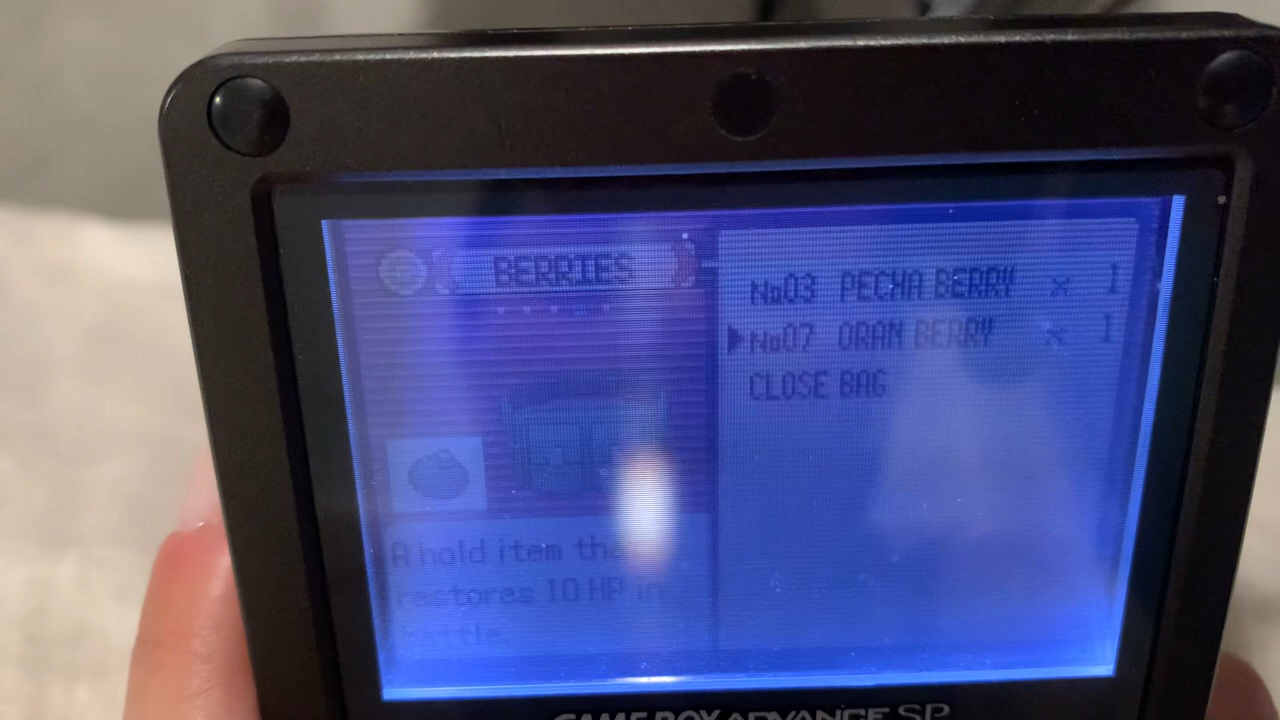 BERRIES
№03 PECHA BERRY × 1
▶№07 ORAN BERRY × 1
CLOSE BAG
A hold item
restores 10 HP in
GAME BOY ADVANCE SP